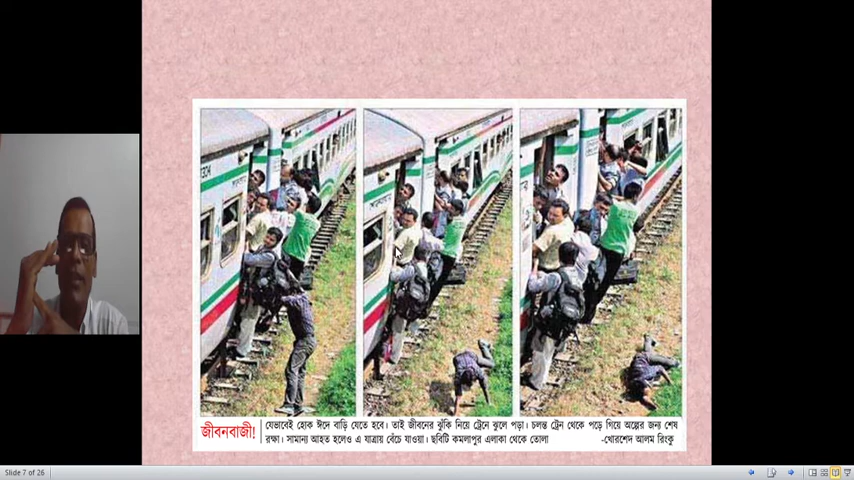 জীবনবাজী!
যেভাবেই হোক ঈদে বাড়ি যেতে হবে। তাই জীবনের ঝুঁকি নিয়ে ট্রেনে ঝুলে পড়া। চলন্ত ট্রেন থেকে পড়ে গিয়ে অল্পের জন্য শেষ
রক্ষা। সামান্য আহত হলেও এ যাত্রায় বেঁচে যাওয়া। ছবিটি কমলাপুর এলাকা থেকে তোলা -খোরশেদ আলম রিংকু
Slide 7 of 26